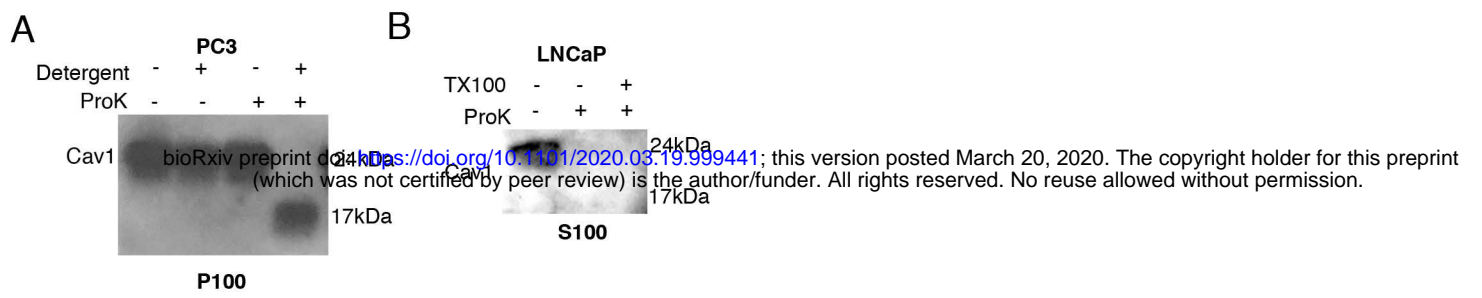 A
PC3
Detergent - + - +
ProK - - + +
Cav1
24kDa
17kDa
P100
B
LNCaP
TX100 - - +
ProK - + +
Cav1
24kDa
17kDa
S100
bioRxiv preprint doi: https://doi.org/10.1101/2020.03.19.999441; this version posted March 20, 2020. The copyright holder for this preprint
(which was not certified by peer review) is the author/funder. All rights reserved. No reuse allowed without permission.